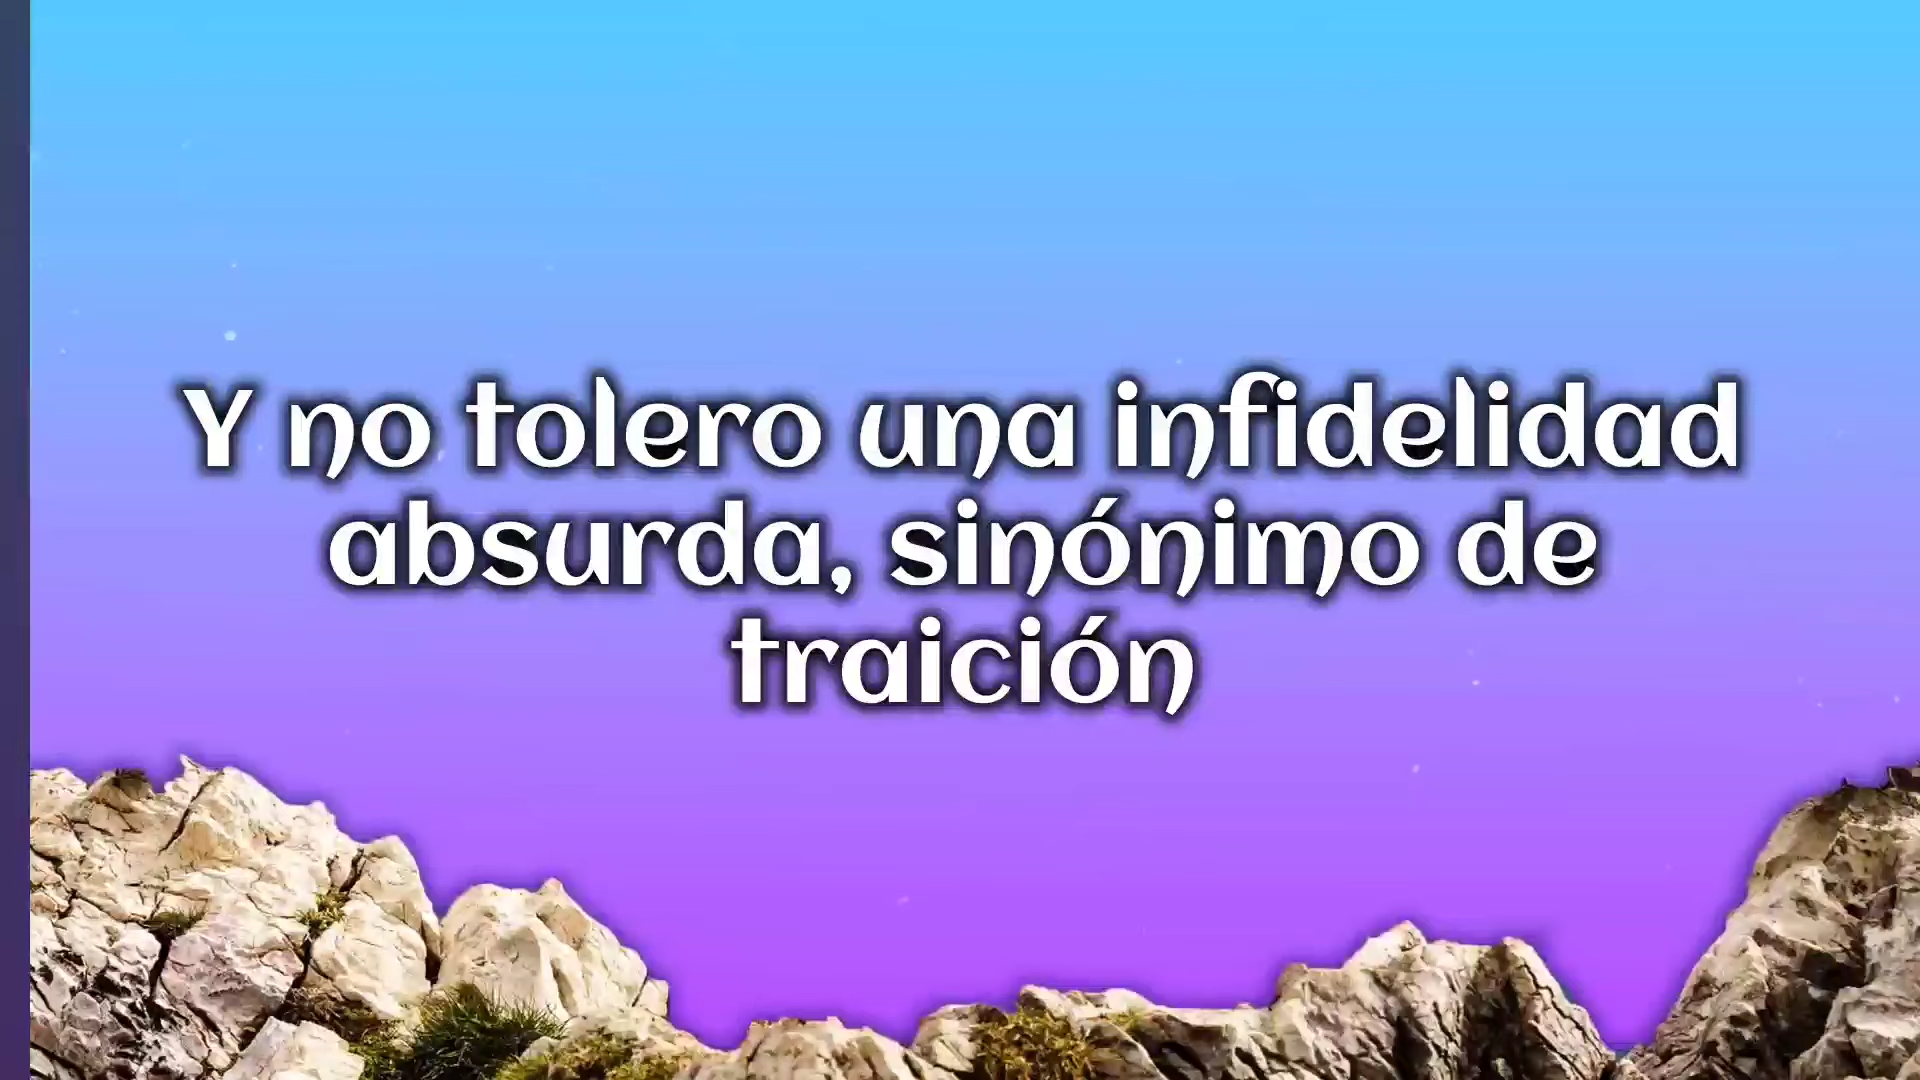 Y no tolero una infidelidad
absurda, sinónimo de
traición